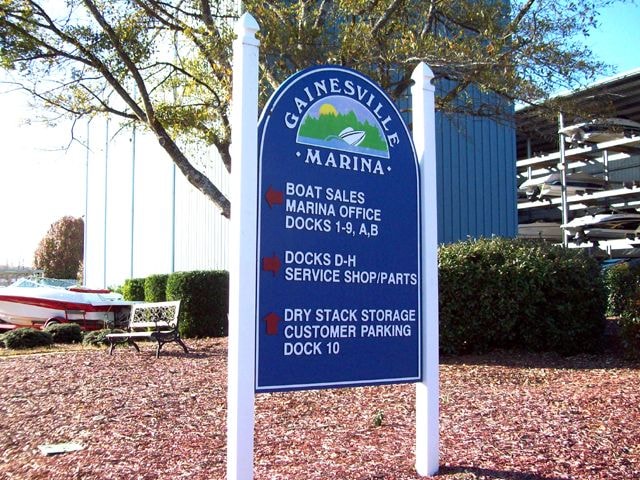 GAINESVILLE
• MARINA •
BOAT SALES
MARINA OFFICE
DOCKS 1-9, A,B
DOCKS D-H
SERVICE SHOP/PARTS
DRY STACK STORAGE
CUSTOMER PARKING
DOCK 10